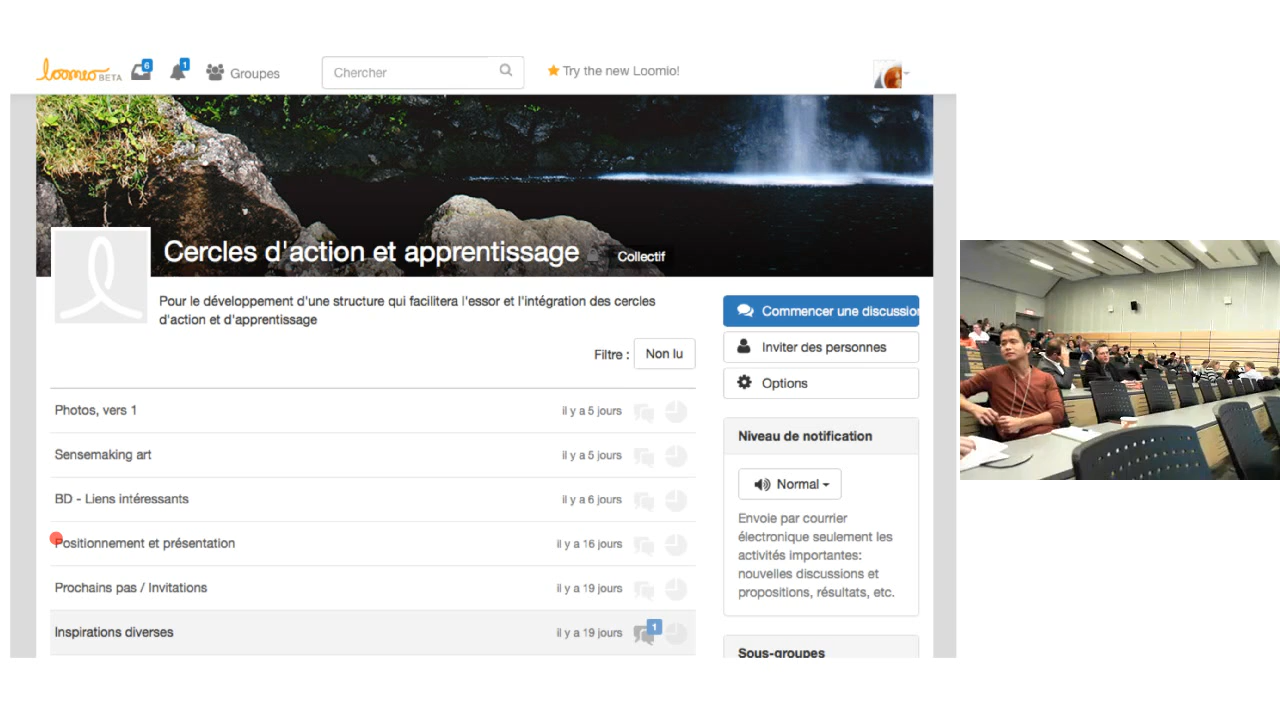 loomio BETA 6 1 Groupes Chercher Try the new Loomio!
Cercles d'action et apprentissage Collectif
Pour le développement d'une structure qui facilitera l'essor et l'intégration des cercles
d'action et d'apprentissage
Filtre : Non lu
Photos, vers 1 il y a 5 jours
Sensemaking art il y a 5 jours
BD - Liens intéressants il y a 6 jours
Positionnement et présentation il y a 16 jours
Prochains pas / Invitations il y a 19 jours
Inspirations diverses il y a 19 jours 1
Commencer une discussion
Inviter des personnes
Options
Niveau de notification
Normal
Envoie par courrier
électronique seulement les
activités importantes:
nouvelles discussions et
propositions, résultats, etc.
Sous-groupes